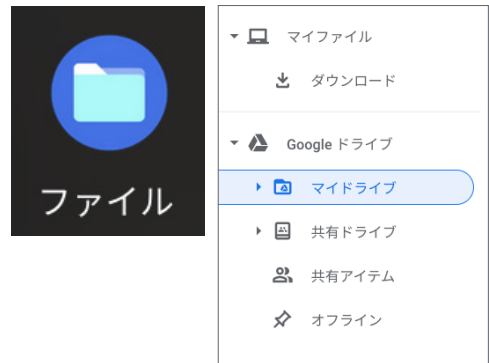 ファイル
マイファイル
ダウンロード
Google ドライブ
マイドライブ
共有ドライブ
共有アイテム
オフライン